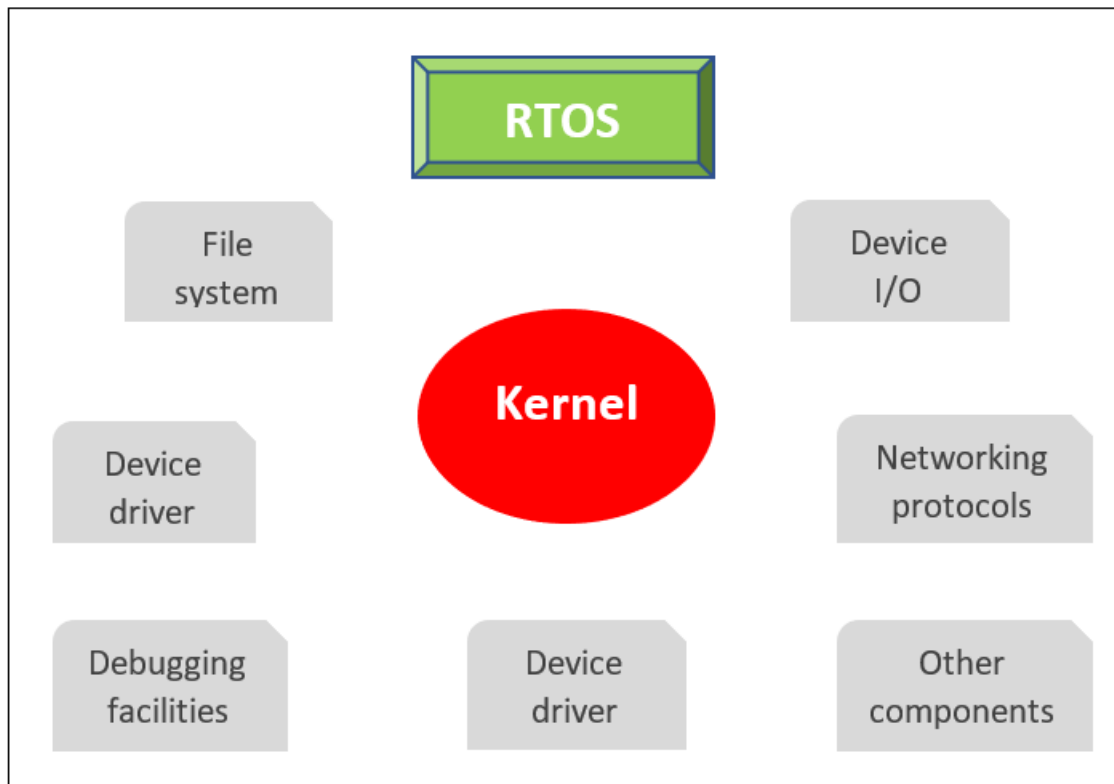 RTOS
File
system
Device
I/O
Kernel
Device
driver
Networking
protocols
Debugging
facilities
Device
driver
Other
components